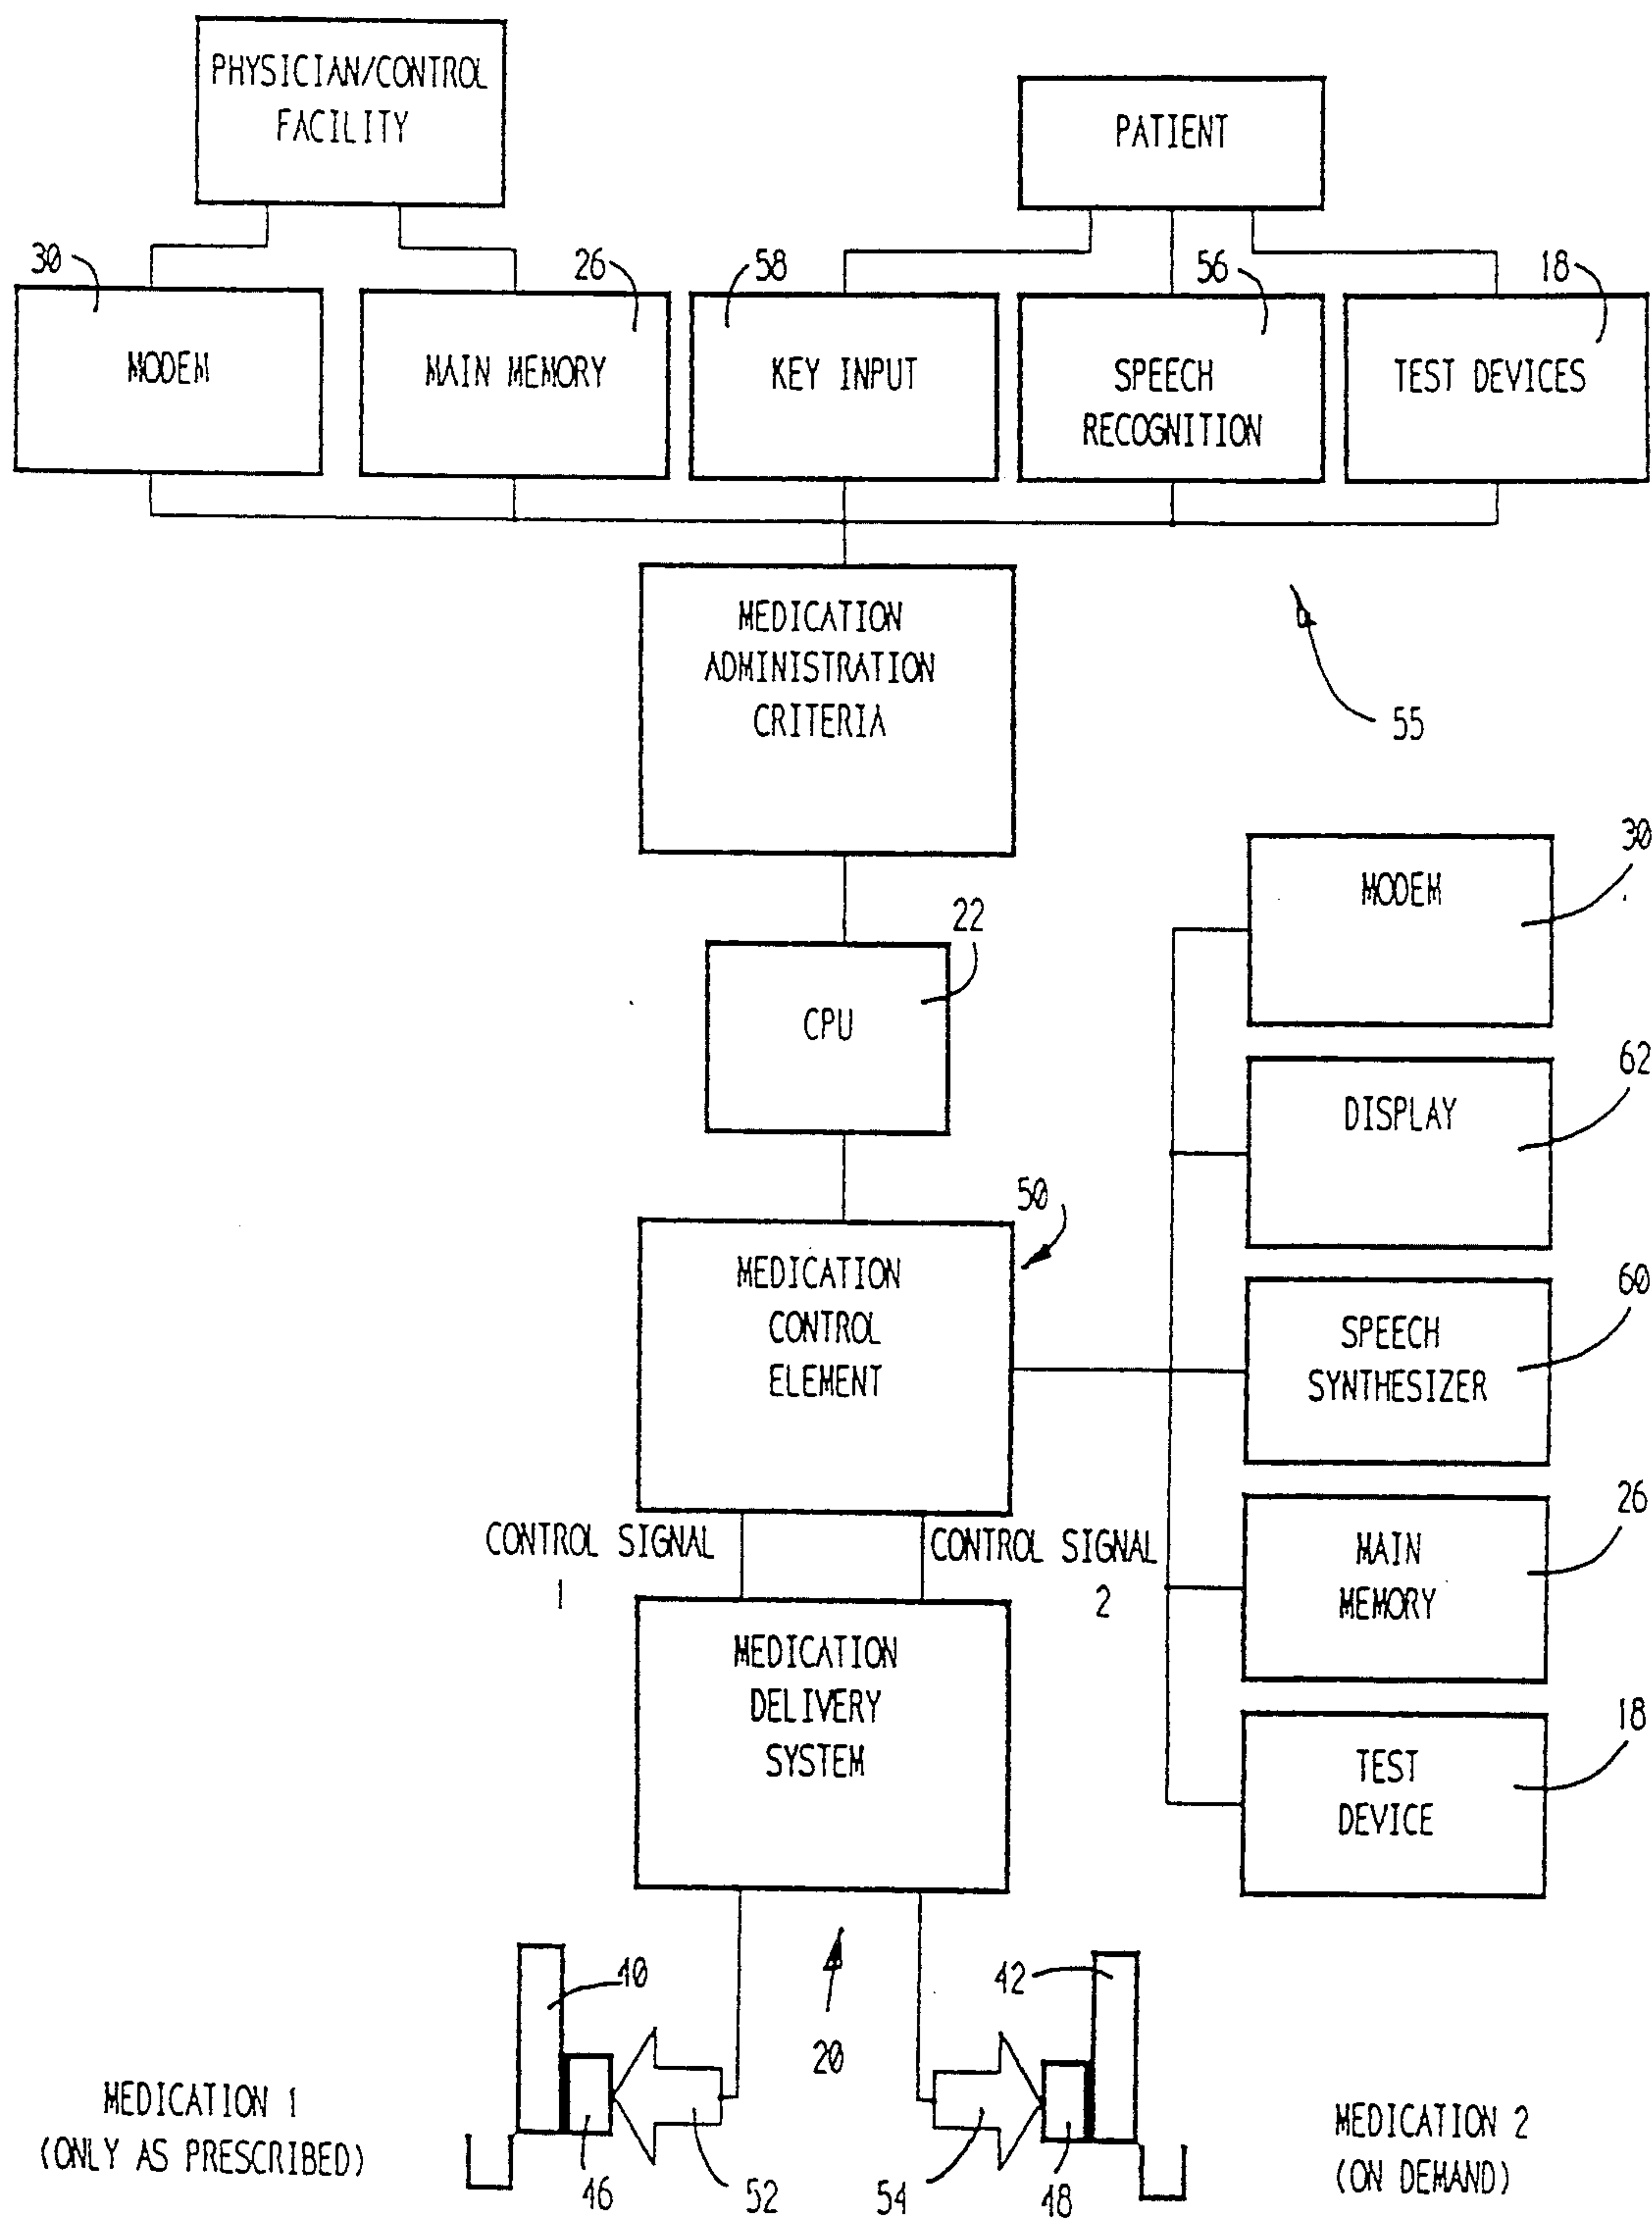 PHYSICIAN/CONTROL
FACILITY
PATIENT
30
26
58
56
18
MODEM
MAIN MEMORY
KEY INPUT
SPEECH
RECOGNITION
TEST DEVICES
MEDICATION
ADMINISTRATION
CRITERIA
55
22
CPU
30
MODEM
62
DISPLAY
50
MEDICATION
CONTROL
ELEMENT
60
SPEECH
SYNTHESIZER
CONTROL SIGNAL
1
CONTROL SIGNAL
2
26
MAIN
MEMORY
MEDICATION
DELIVERY
SYSTEM
18
TEST
DEVICE
40
42
20
MEDICATION 1
(ONLY AS PRESCRIBED)
46
52
54
48
MEDICATION 2
(ON DEMAND)